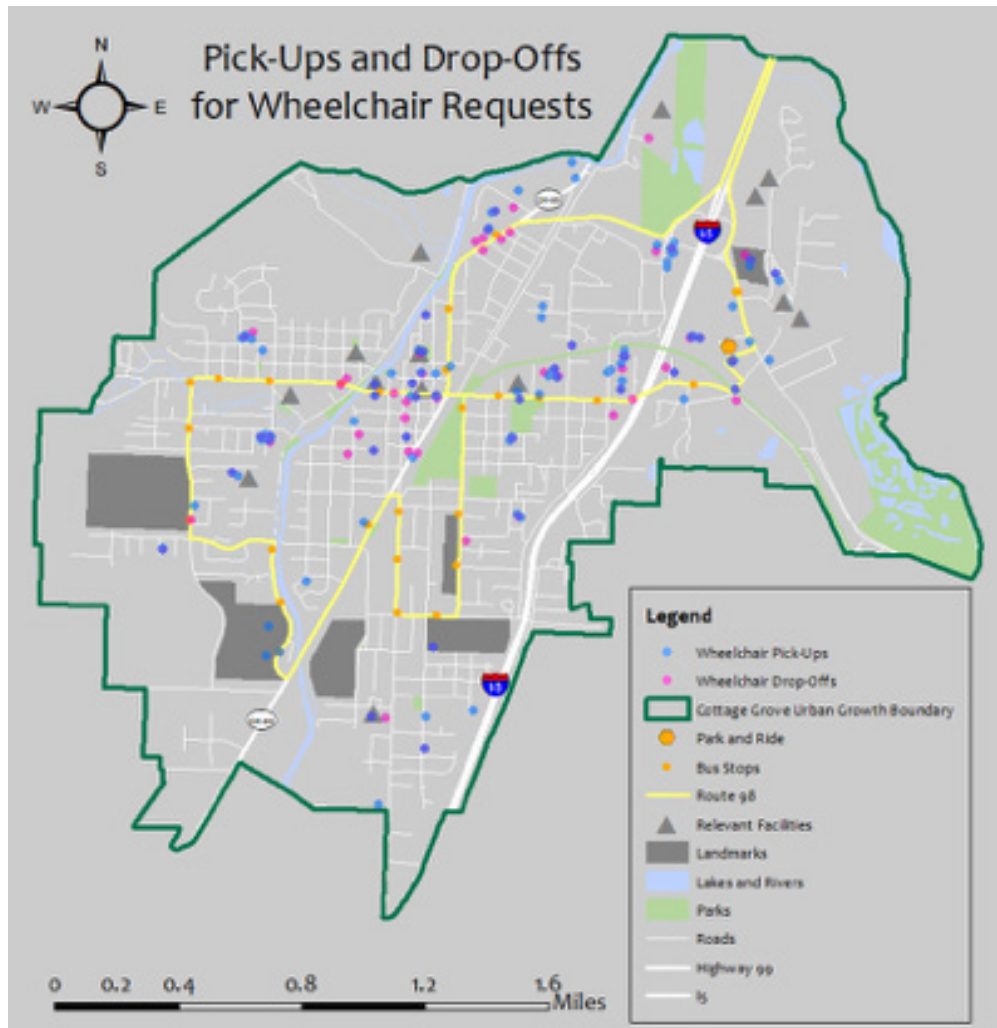 Pick-Ups and Drop-Offs
for Wheelchair Requests
N
W E
S
Legend
Wheelchair Pick-Ups
Wheelchair Drop-Offs
Cottage Grove Urban Growth Boundary
Park and Ride
Bus Stops
Route 98
Relevant Facilities
Landmarks
Lakes and Rivers
Parks
Roads
Highway 99
I5
0 0.2 0.4 0.8 1.2 1.6
Miles